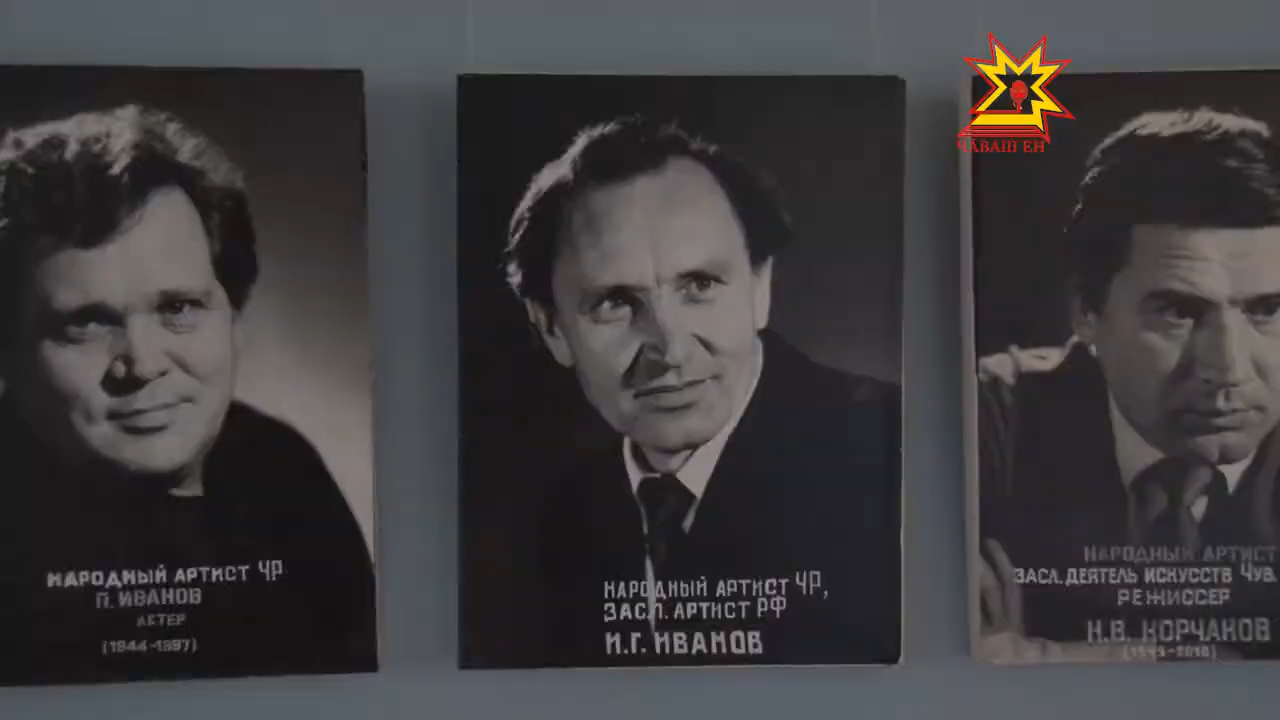 ЧӐВАШ ЕН
НАРОДНЫЙ АРТИСТ ЧР
П. ИВАНОВ
АКТЕР
(1944-1997)
НАРОДНЫЙ АРТИСТ ЧР,
ЗАСЛ. АРТИСТ РФ
И.Г. ИВАНОВ
НАРОДНЫЙ АРТИСТ
ЗАСЛ. ДЕЯТЕЛЬ ИСКУССТВ ЧУВ.
РЕЖИССЕР
Н.В. КОРЧАКОВ